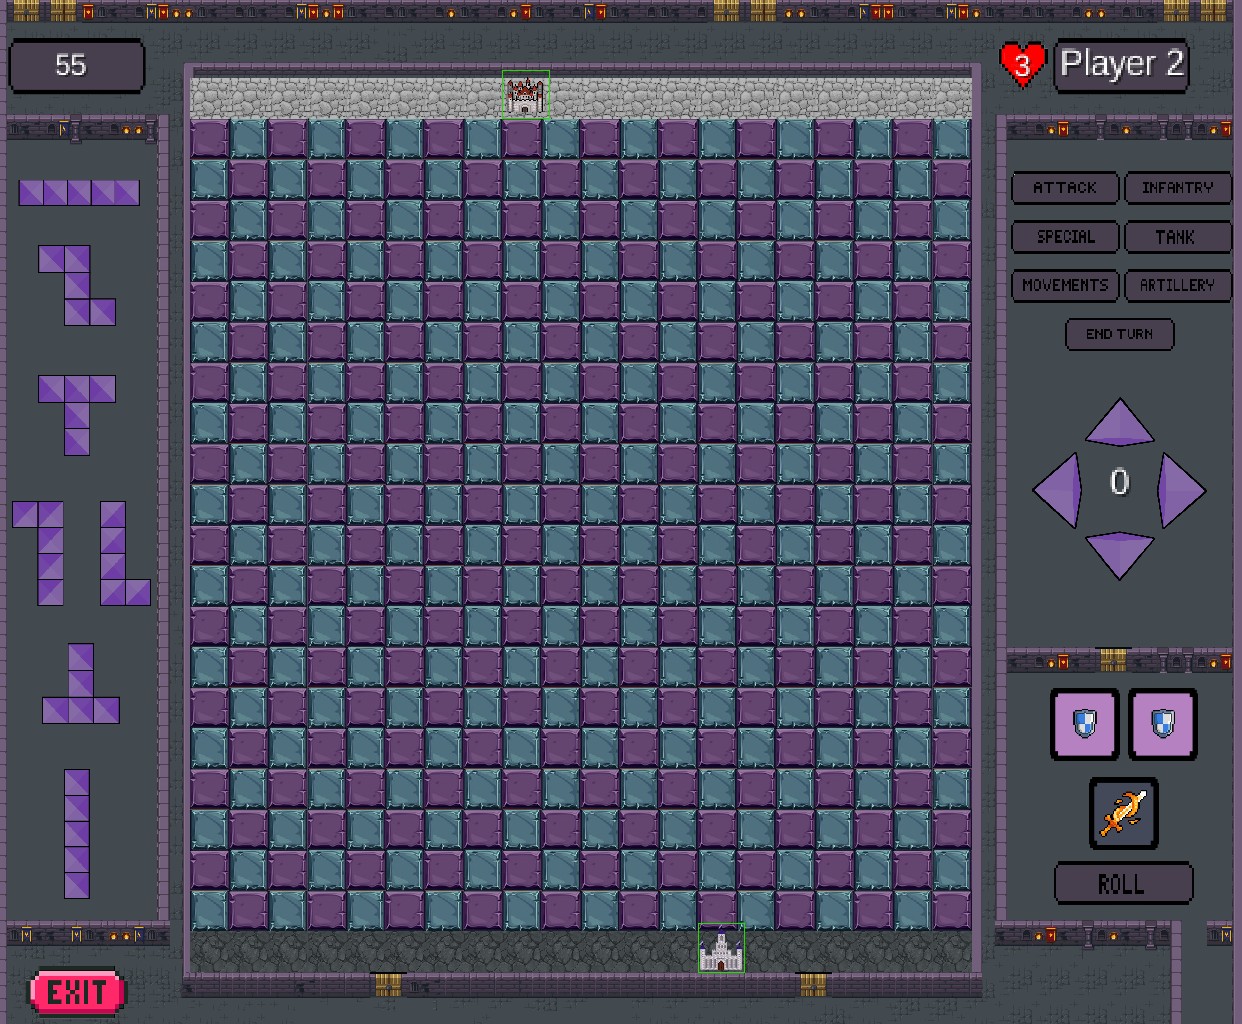 55
3
Player 2
ATTACK
INFANTRY
SPECIAL
TANK
MOVEMENTS
ARTILLERY
END TURN
0
ROLL
EXIT